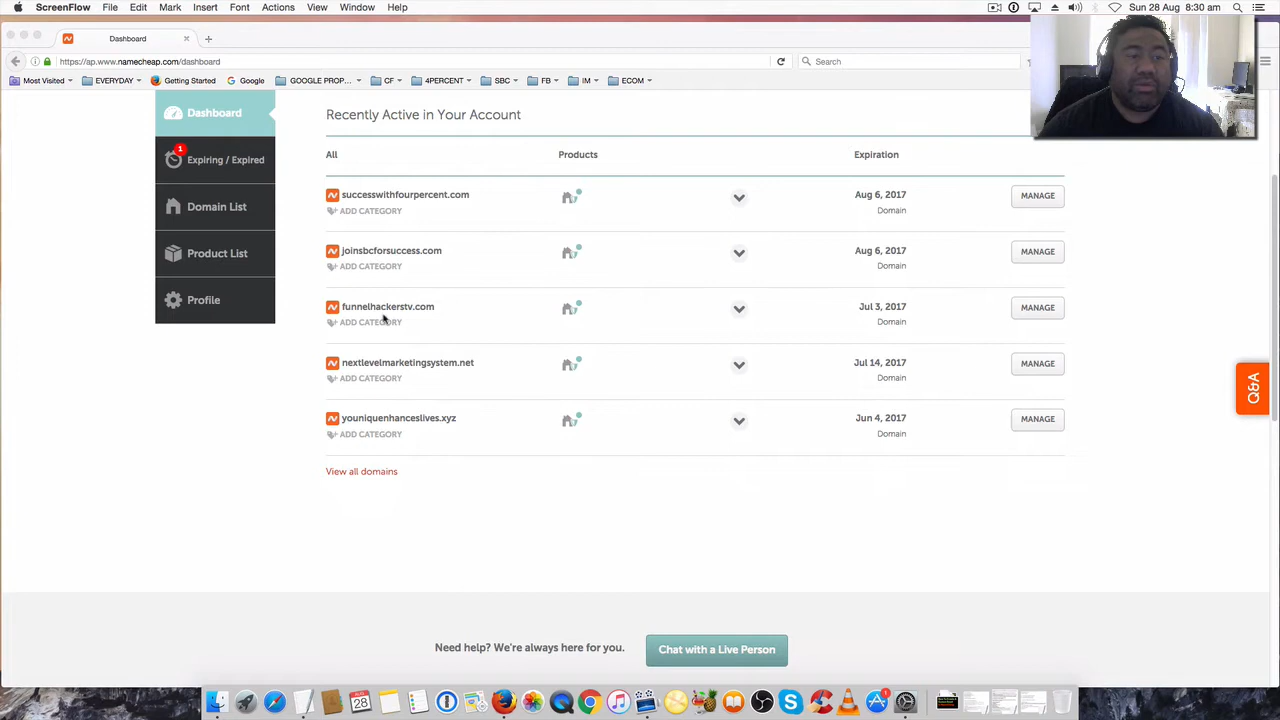 ScreenFlow File Edit Mark Insert Font Actions View Window Help Sun 28 Aug 8:30 am
Dashboard
https://ap.www.namecheap.com/dashboard Search
Most Visited EVERYDAY Getting Started Google GOOGLE PROP... CF 4PERCENT SBC FB IM ECOM
Dashboard
1
Expiring / Expired
Domain List
Product List
Profile
Recently Active in Your Account
All Products Expiration
successwithfourpercent.com Aug 6, 2017 MANAGE
ADD CATEGORY Domain
joinsbcforsuccess.com Aug 6, 2017 MANAGE
ADD CATEGORY Domain
funnelhackerstv.com Jul 3, 2017 MANAGE
ADD CATEGORY Domain
nextlevelmarketingsystem.net Jul 14, 2017 MANAGE
ADD CATEGORY Domain
youniquenhanceslives.xyz Jun 4, 2017 MANAGE
ADD CATEGORY Domain
View all domains
Q&A
Need help? We're always here for you. Chat with a Live Person
28